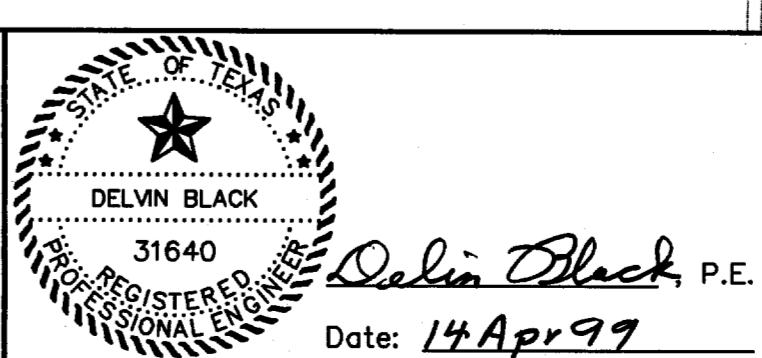 STATE OF TEXAS
DELVIN BLACK
31640
REGISTERED
PROFESSIONAL ENGINEER
Delvin Black, P.E.
Date: 14 Apr 99